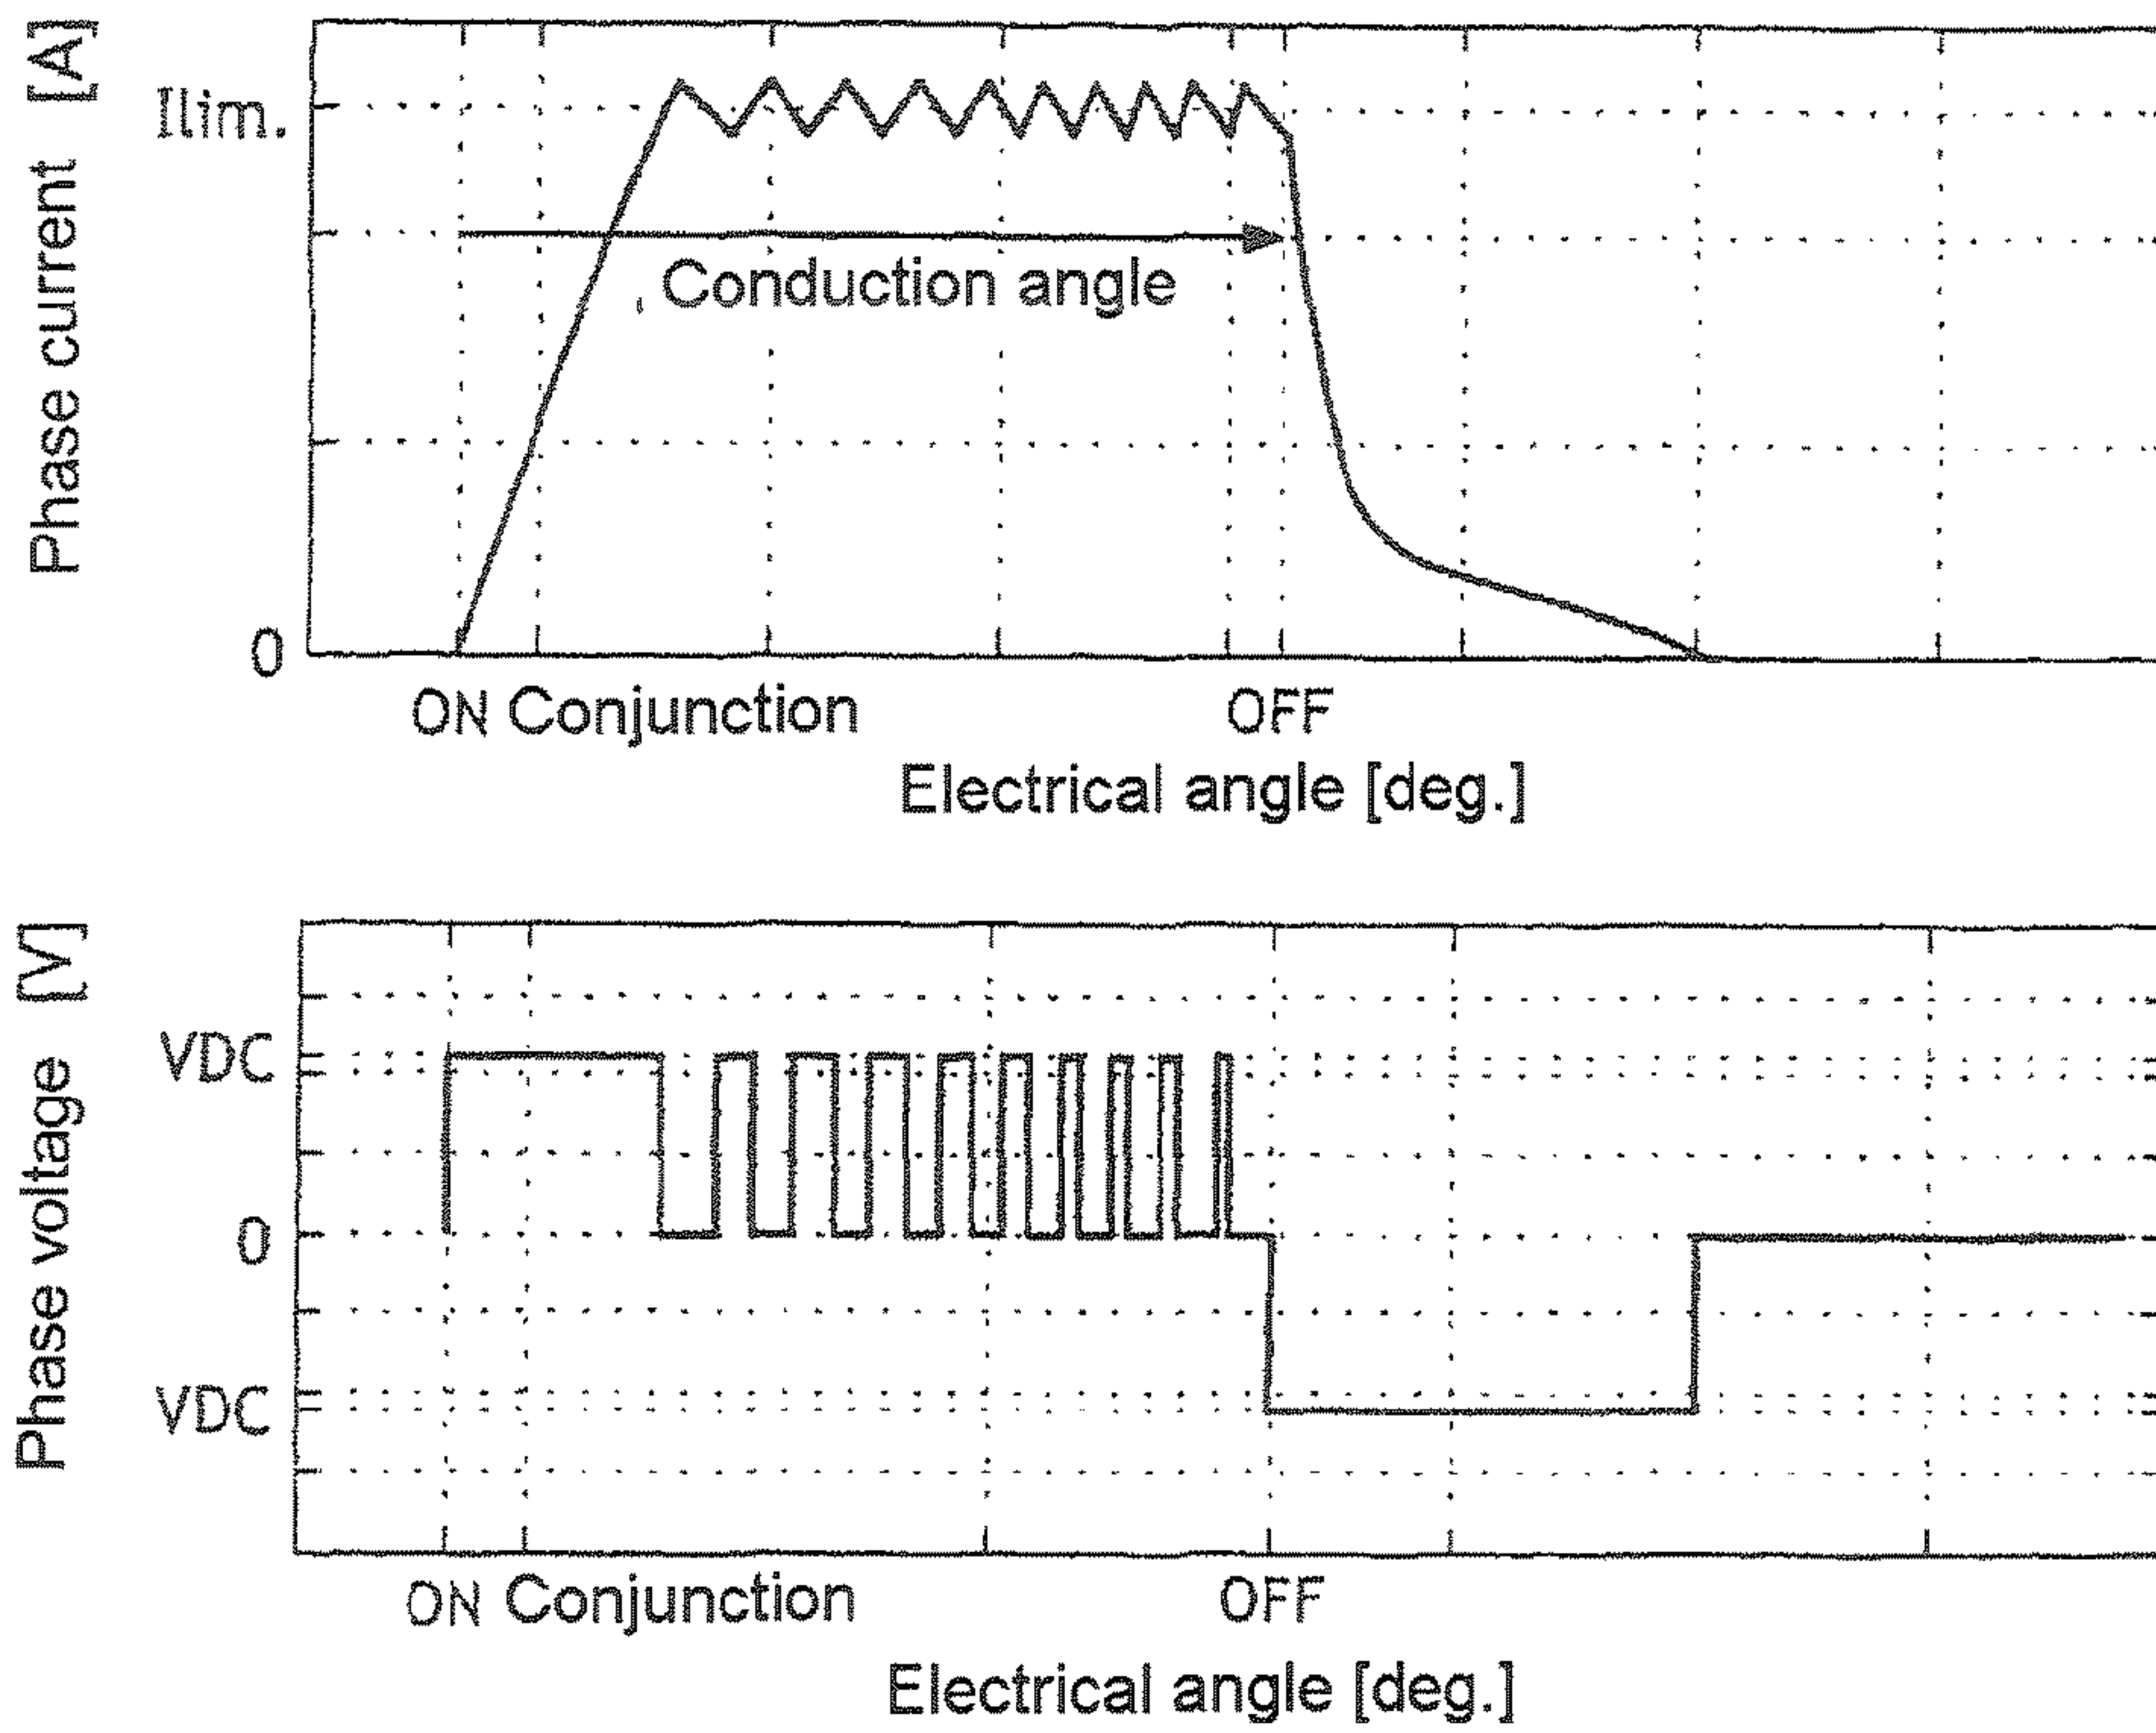 Phase current [A]
Ilim.
Conduction angle
0
ON Conjunction OFF
Electrical angle [deg.]
Phase voltage [V]
VDC
0
VDC
ON Conjunction OFF
Electrical angle [deg.]